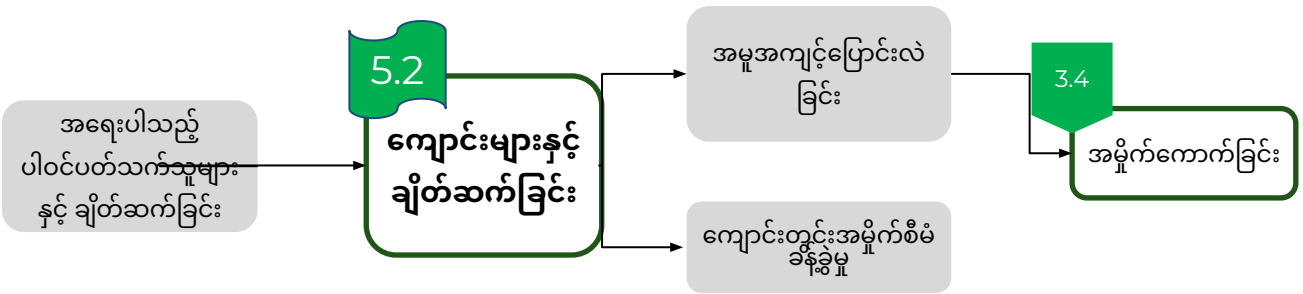 အရေးပါသည့်
ပါဝင်ပတ်သက်သူများ
နှင့် ချိတ်ဆက်ခြင်း
5.2
ကျောင်းများနှင့်
ချိတ်ဆက်ခြင်း
အမူအကျင့်ပြောင်းလဲ
ခြင်း
ကျောင်းတွင်းအမှိုက်စီမံ
ခန့်ခွဲမှု
3.4
အမှိုက်ကောက်ခြင်း